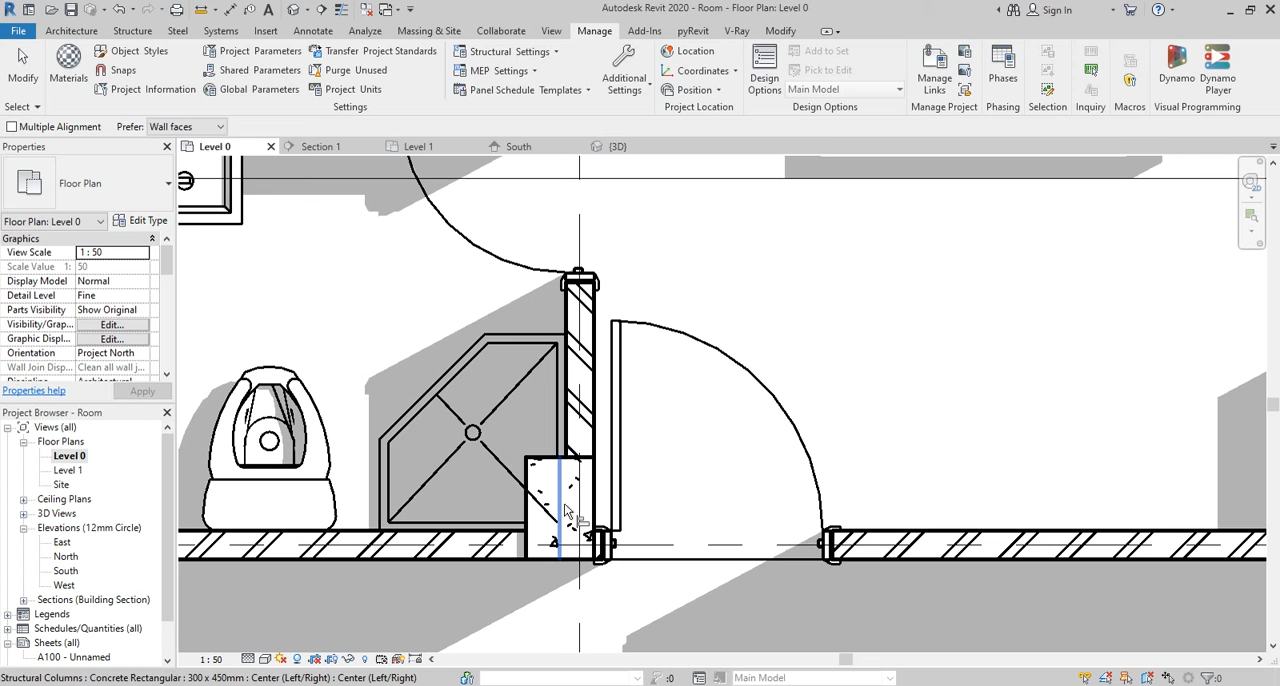 Autodesk Revit 2020 - Room - Floor Plan: Level 0
Sign In
File Architecture Structure Steel Systems Insert Annotate Analyze Massing & Site Collaborate View Manage Add-Ins pyRevit V-Ray Modify
Modify
Select
Materials
Object Styles
Snaps
Project Information
Project Parameters
Shared Parameters
Global Parameters
Transfer Project Standards
Purge Unused
Project Units
Settings
Structural Settings
MEP Settings
Panel Schedule Templates
Additional
Settings
Location
Coordinates
Position
Project Location
Design
Options
Add to Set
Pick to Edit
Main Model
Design Options
Manage
Links
Manage Project
Phases
Phasing
Selection
Inquiry
Macros
Dynamo
Dynamo
Player
Visual Programming
Multiple Alignment Prefer: Wall faces
Properties
Level 0 Section 1 Level 1 South {3D}
Floor Plan
Floor Plan: Level 0 Edit Type
Graphics
View Scale 1 : 50
Scale Value 1: 50
Display Model Normal
Detail Level Fine
Parts Visibility Show Original
Visibility/Grap... Edit...
Graphic Displ... Edit...
Orientation Project North
Wall Join Disp... Clean all wall j...
Properties help Apply
Project Browser - Room
Views (all)
Floor Plans
Level 0
Level 1
Site
Ceiling Plans
3D Views
Elevations (12mm Circle)
East
North
South
West
Sections (Building Section)
Legends
Schedules/Quantities (all)
Sheets (all)
A100 - Unnamed
1 : 50
Structural Columns : Concrete Rectangular : 300 x 450mm : Center (Left/Right) : Center (Left/Right)
:0
Main Model
:0
2D